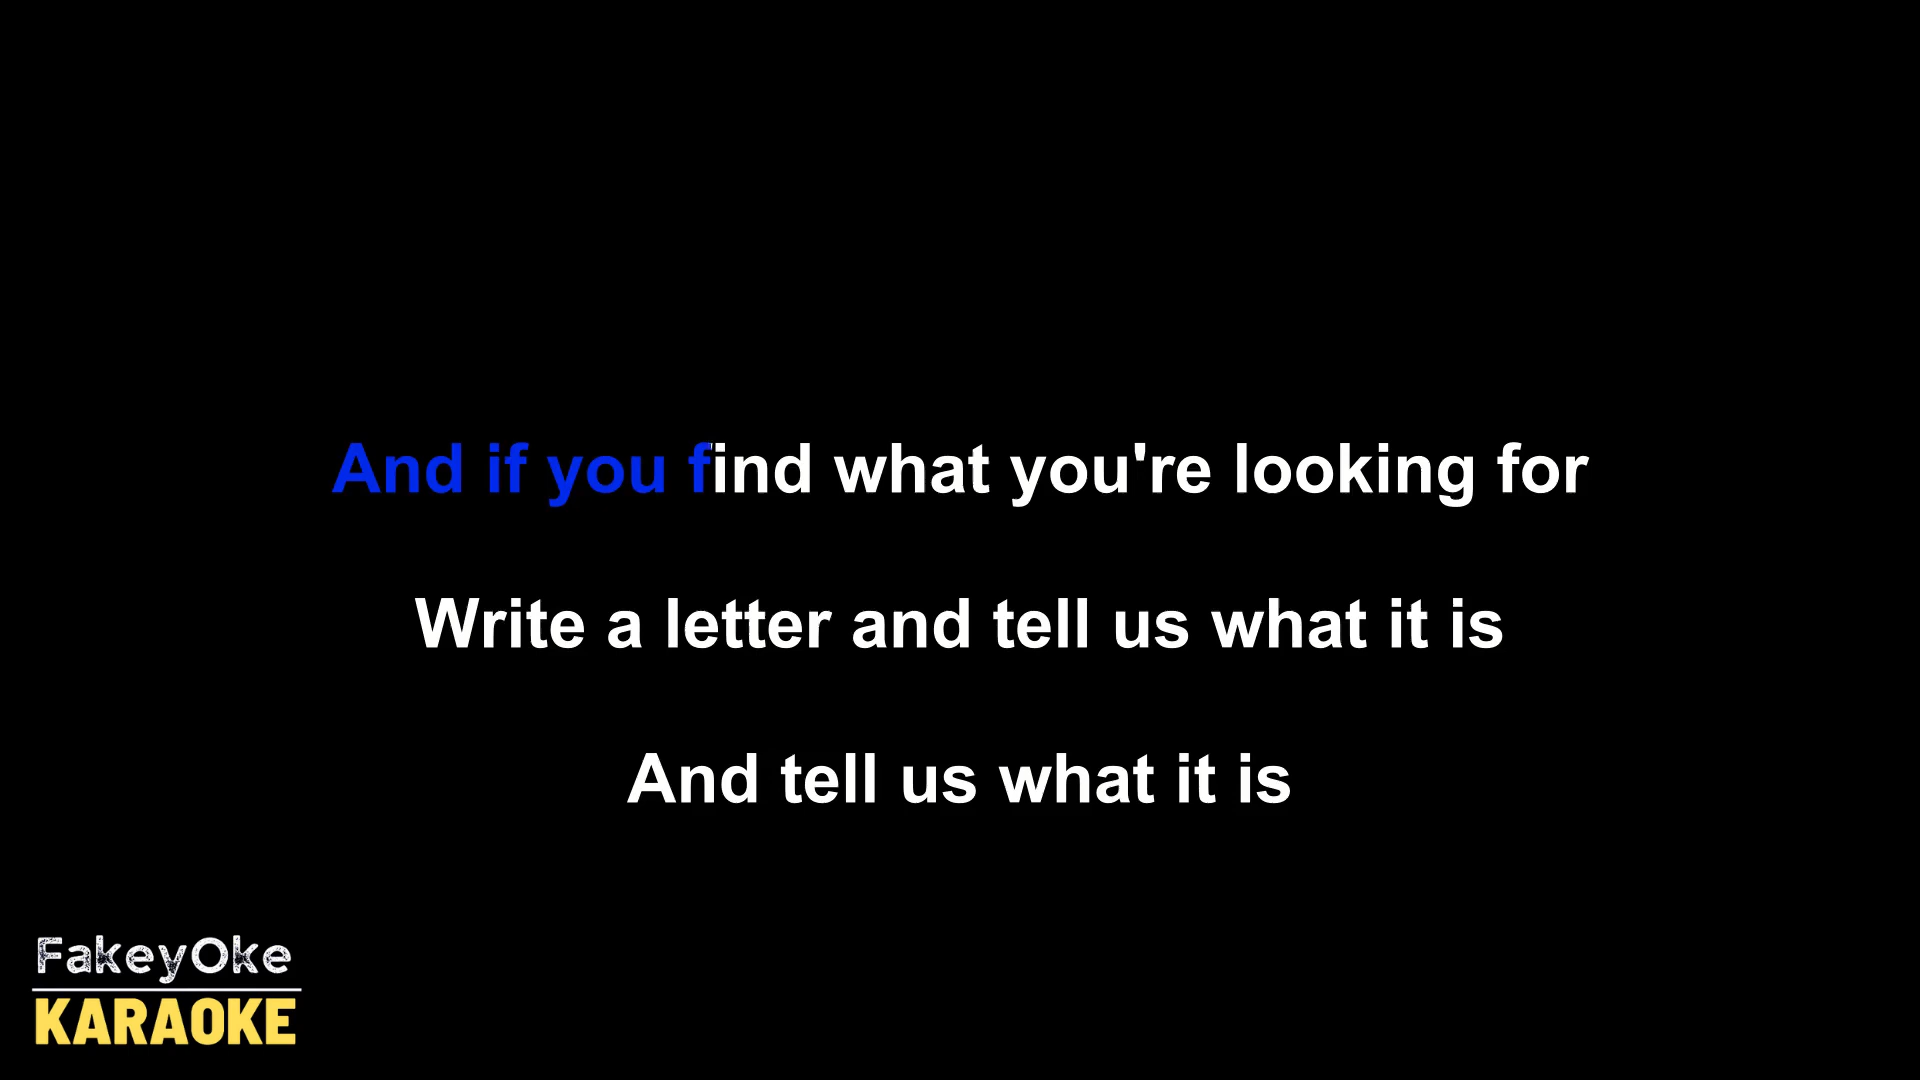 And if you find what you're looking for
Write a letter and tell us what it is
And tell us what it is
FakeyOke
KARAOKE